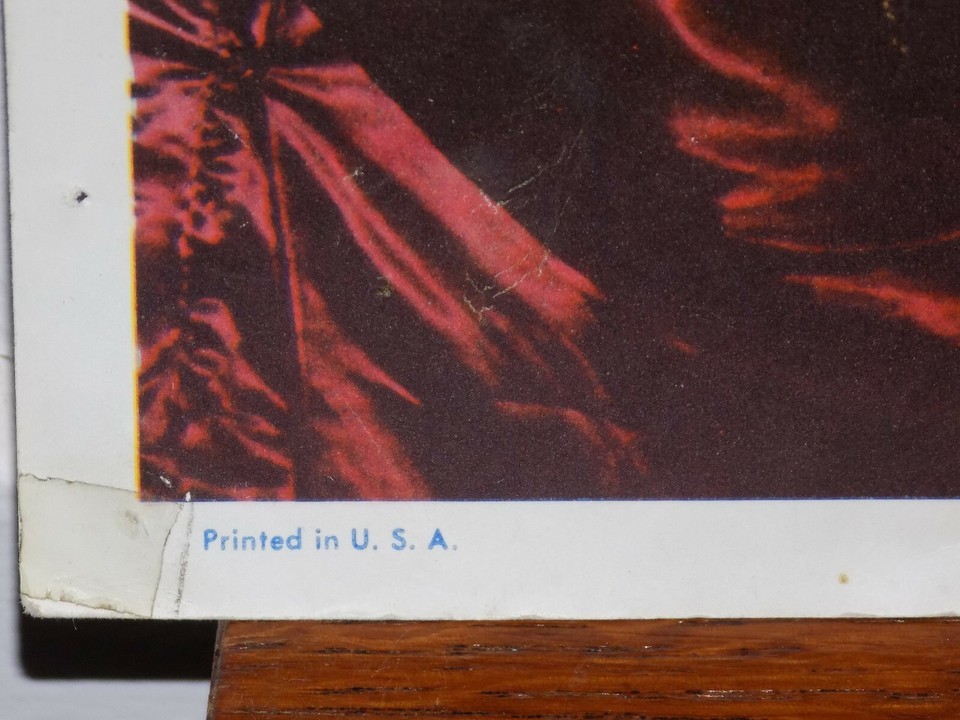 Printed in U. S. A.